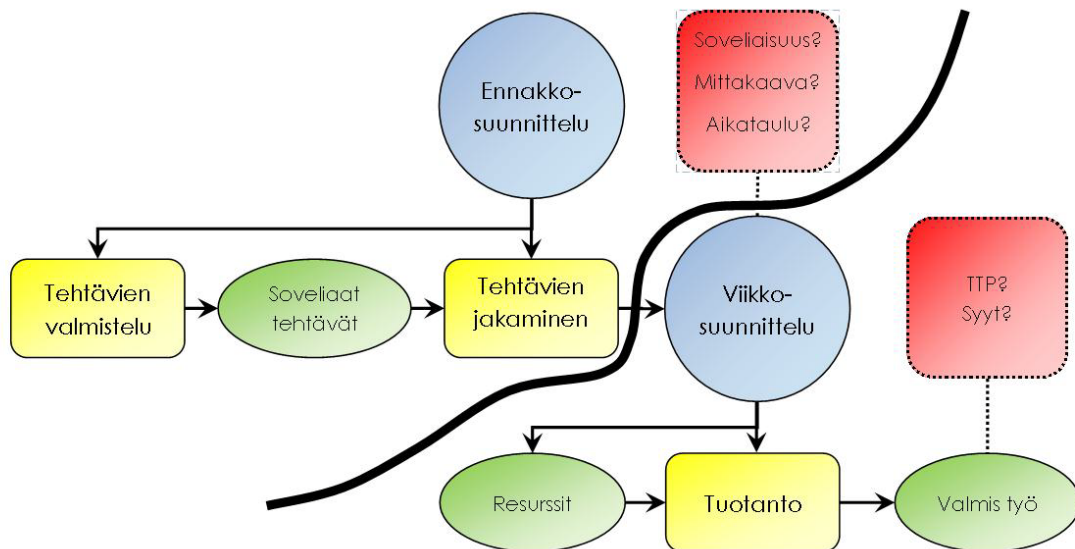 Ennakko-
suunnittelu
Soveliaisuus?
Mittakaava?
Aikataulu?
Tehtävien
valmistelu
Soveliaat
tehtävät
Tehtävien
jakaminen
Viikko-
suunnittelu
TTP?
Syyt?
Resurssit
Tuotanto
Valmis työ